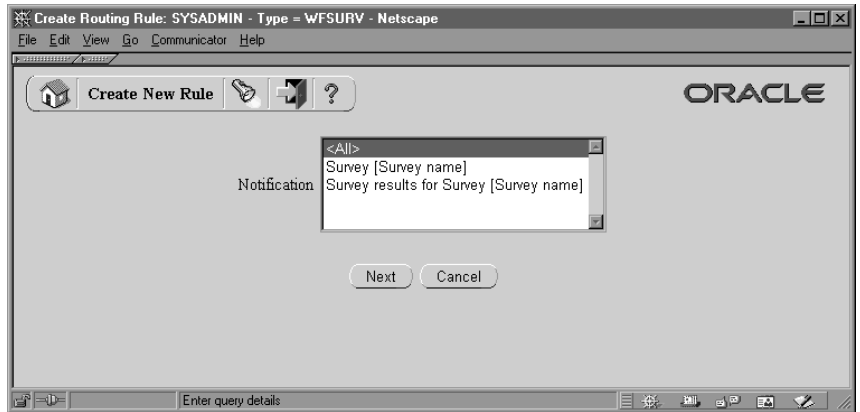 Create Routing Rule: SYSADMIN - Type = WFSURV - Netscape
File Edit View Go Communicator Help
Create New Rule ?
ORACLE
<All>
Survey [Survey name]
Notification Survey results for Survey [Survey name]
Next Cancel
Enter query details